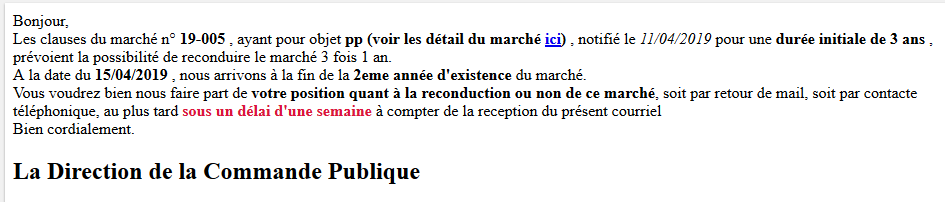 Bonjour,
Les clauses du marché n° 19-005 , ayant pour objet pp (voir les détail du marché ici) , notifié le 11/04/2019 pour une durée initiale de 3 ans ,
prévoient la possibilité de reconduire le marché 3 fois 1 an.
A la date du 15/04/2019 , nous arrivons à la fin de la 2eme année d'existence du marché.
Vous voudrez bien nous faire part de votre position quant à la reconduction ou non de ce marché, soit par retour de mail, soit par contacte
téléphonique, au plus tard sous un délai d'une semaine à compter de la reception du présent courriel
Bien cordialement.
La Direction de la Commande Publique